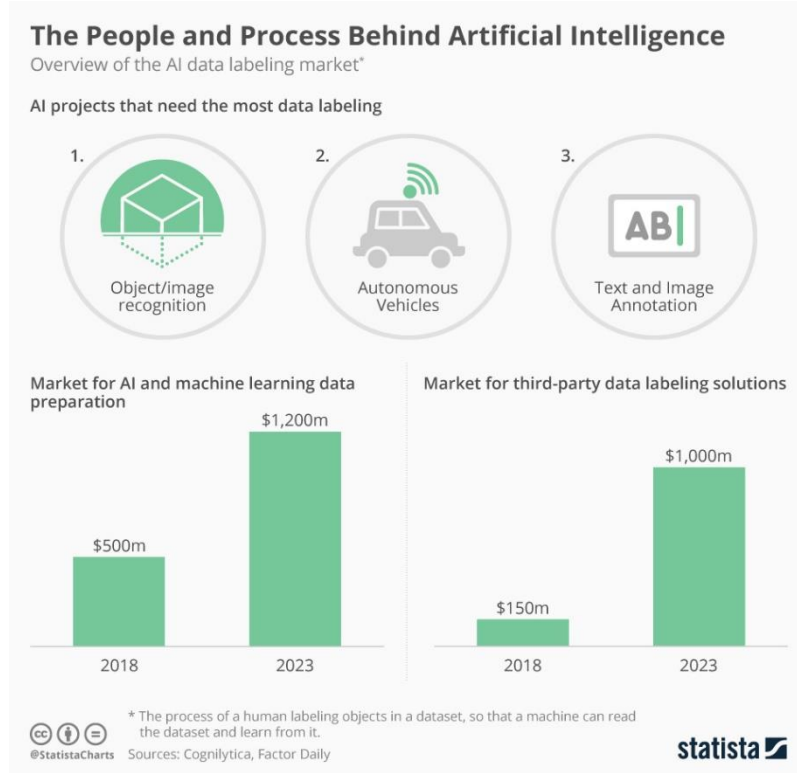 The People and Process Behind Artificial Intelligence
Overview of the AI data labeling market*
AI projects that need the most data labeling
1.
Object/image
recognition
2.
Autonomous
Vehicles
3.
AB
Text and Image
Annotation
Market for AI and machine learning data
preparation
$1,200m
$500m
2018
2023
Market for third-party data labeling solutions
$1,000m
$150m
2018
2023
* The process of a human labeling objects in a dataset, so that a machine can read
the dataset and learn from it.
cc
@StatistaCharts
Sources: Cognilytica, Factor Daily
statista